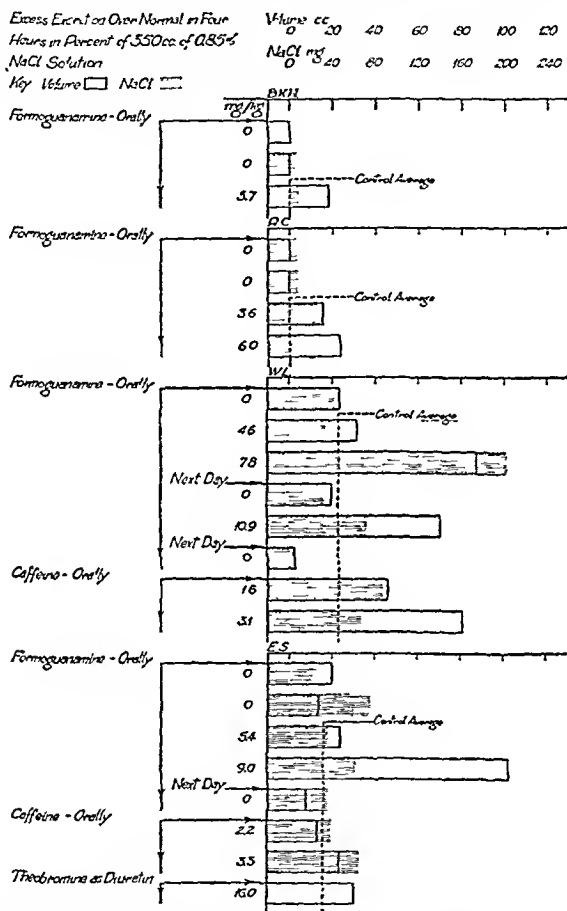 Excess Excretion Over Normal in Four
Hours in Percent of 350cc. of 0.85%
NaCl Solution
Key Volume NaCl
Volume cc
0 20 40 60 80 100 120
NaCl mg
0 40 80 120 160 200 240
mg/kg
BKH
Formoguanamine - Orally
0
0
Control Average
5.7
AC
Formoguanamine - Orally
0
0
Control Average
3.6
6.0
WL
Formoguanamine - Orally
0
Control Average
4.6
7.8
Next Day
0
10.9
Next Day
0
Caffeine - Orally
1.6
3.1
ES
Formoguanamine - Orally
0
0
Control Average
5.4
9.0
Next Day
0
Caffeine - Orally
2.2
3.5
Theobromine as Diuretin
16.0